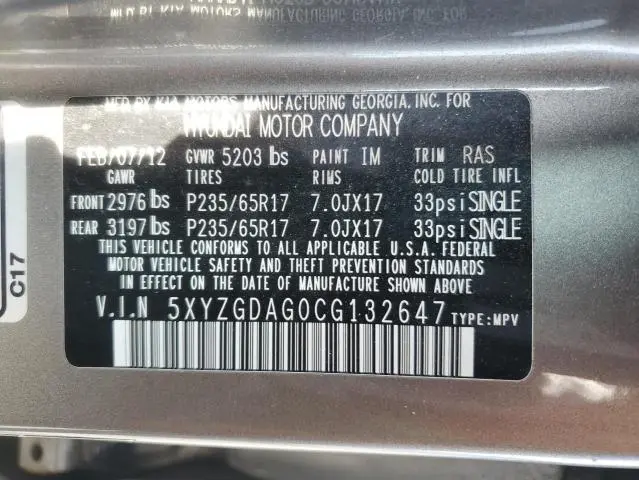 MFD BY KIA MOTORS MANUFACTURING GEORGIA, INC. FOR
HYUNDAI MOTOR COMPANY
FEB/07/12 GVWR 5203 lbs PAINT IM TRIM RAS
GAWR TIRES RIMS COLD TIRE INFL
FRONT 2976 lbs P235/65R17 7.0JX17 33psi SINGLE
REAR 3197 lbs P235/65R17 7.0JX17 33psi SINGLE
THIS VEHICLE CONFORMS TO ALL APPLICABLE U.S.A. FEDERAL
MOTOR VEHICLE SAFETY AND THEFT PREVENTION STANDARDS
IN EFFECT ON THE DATE OF MANUFACTURE SHOWN ABOVE
V.I.N 5XYZGDAG0CG132647 TYPE:MPV
C17